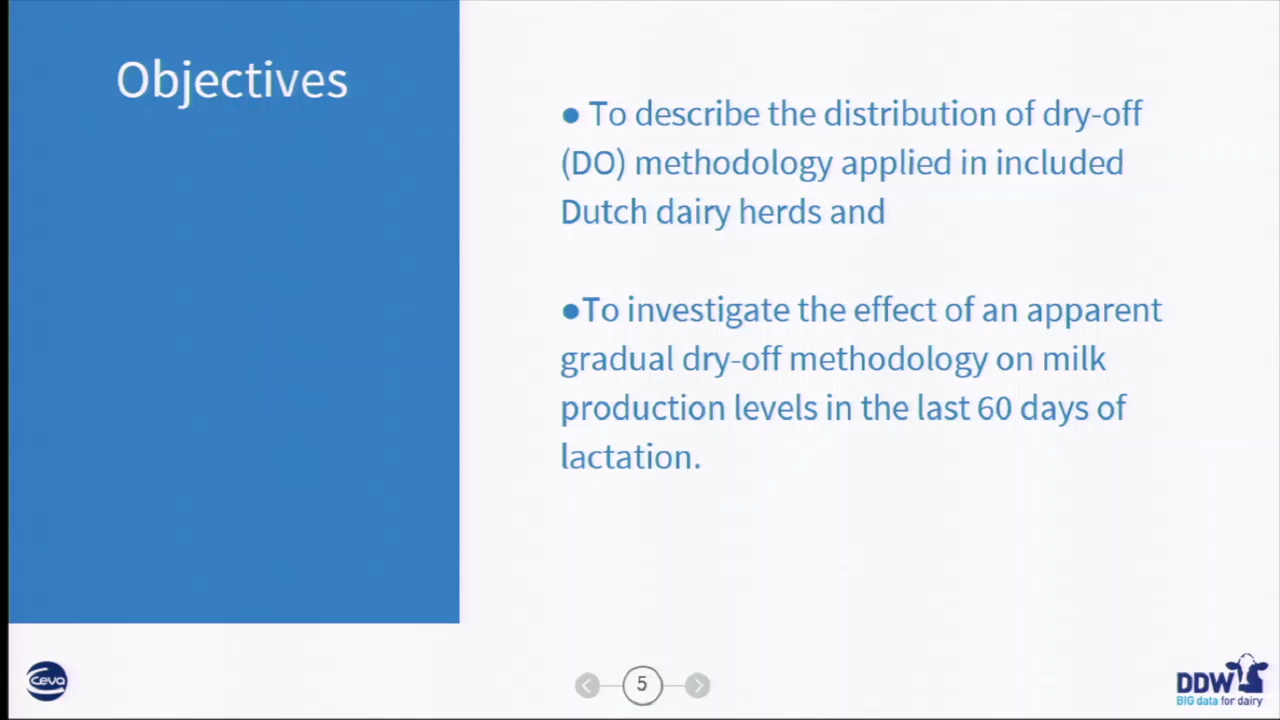 Objectives
● To describe the distribution of dry-off
(DO) methodology applied in included
Dutch dairy herds and
●To investigate the effect of an apparent
gradual dry-off methodology on milk
production levels in the last 60 days of
lactation.
ceva
5
DDW
BIG data for dairy